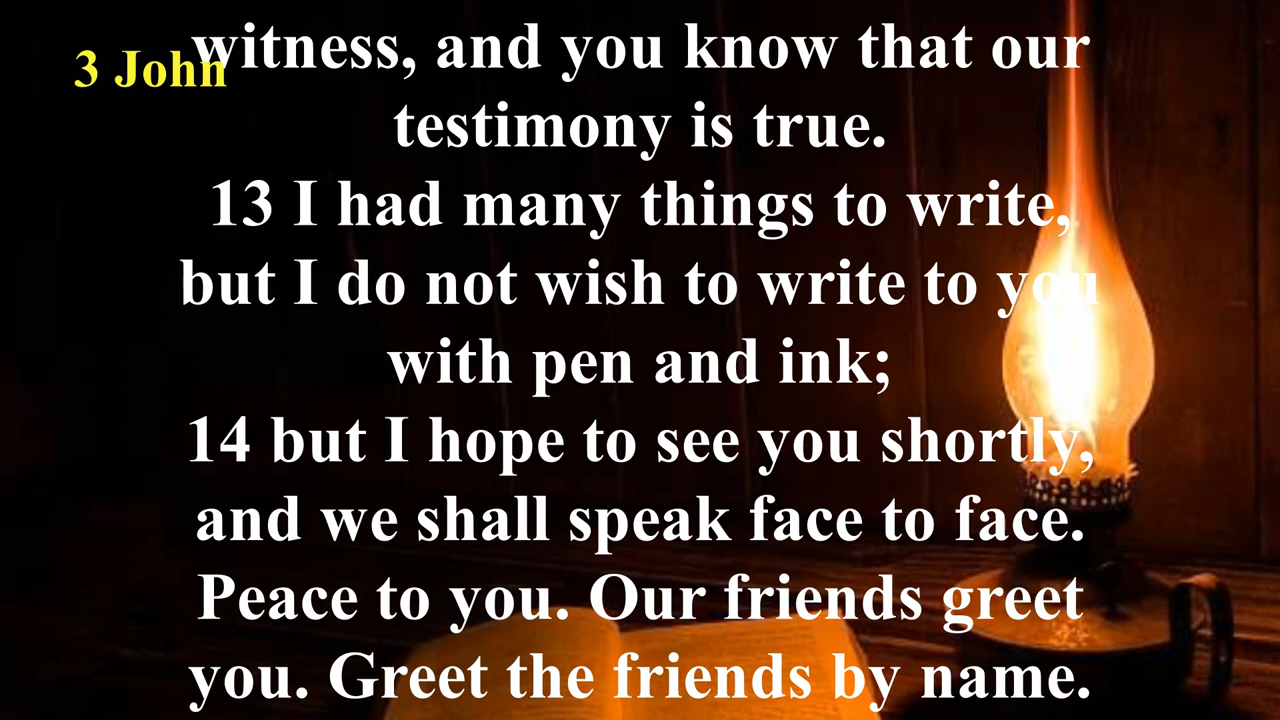 3 John
witness, and you know that our
testimony is true.
13 I had many things to write,
but I do not wish to write to you
with pen and ink;
14 but I hope to see you shortly,
and we shall speak face to face.
Peace to you. Our friends greet
you. Greet the friends by name.